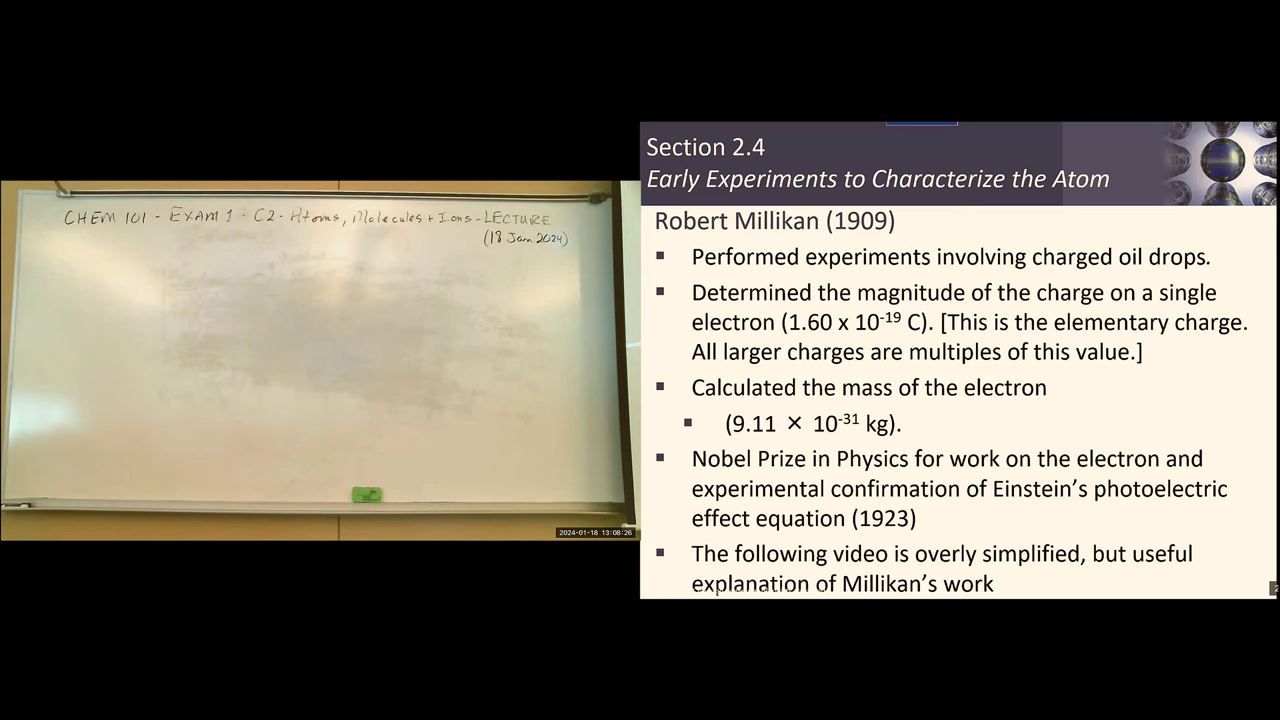 CHEM 101 - EXAM 1 - C2 - Atoms, Molecules + Ions - LECTURE
(18 Jan 2024)
2024-01-18 13:08:26
Section 2.4
Early Experiments to Characterize the Atom
Robert Millikan (1909)
▪ Performed experiments involving charged oil drops.
▪ Determined the magnitude of the charge on a single
electron (1.60 x 10⁻¹⁹ C). [This is the elementary charge.
All larger charges are multiples of this value.]
▪ Calculated the mass of the electron
▪ (9.11 × 10⁻³¹ kg).
▪ Nobel Prize in Physics for work on the electron and
experimental confirmation of Einstein’s photoelectric
effect equation (1923)
▪ The following video is overly simplified, but useful
explanation of Millikan’s work